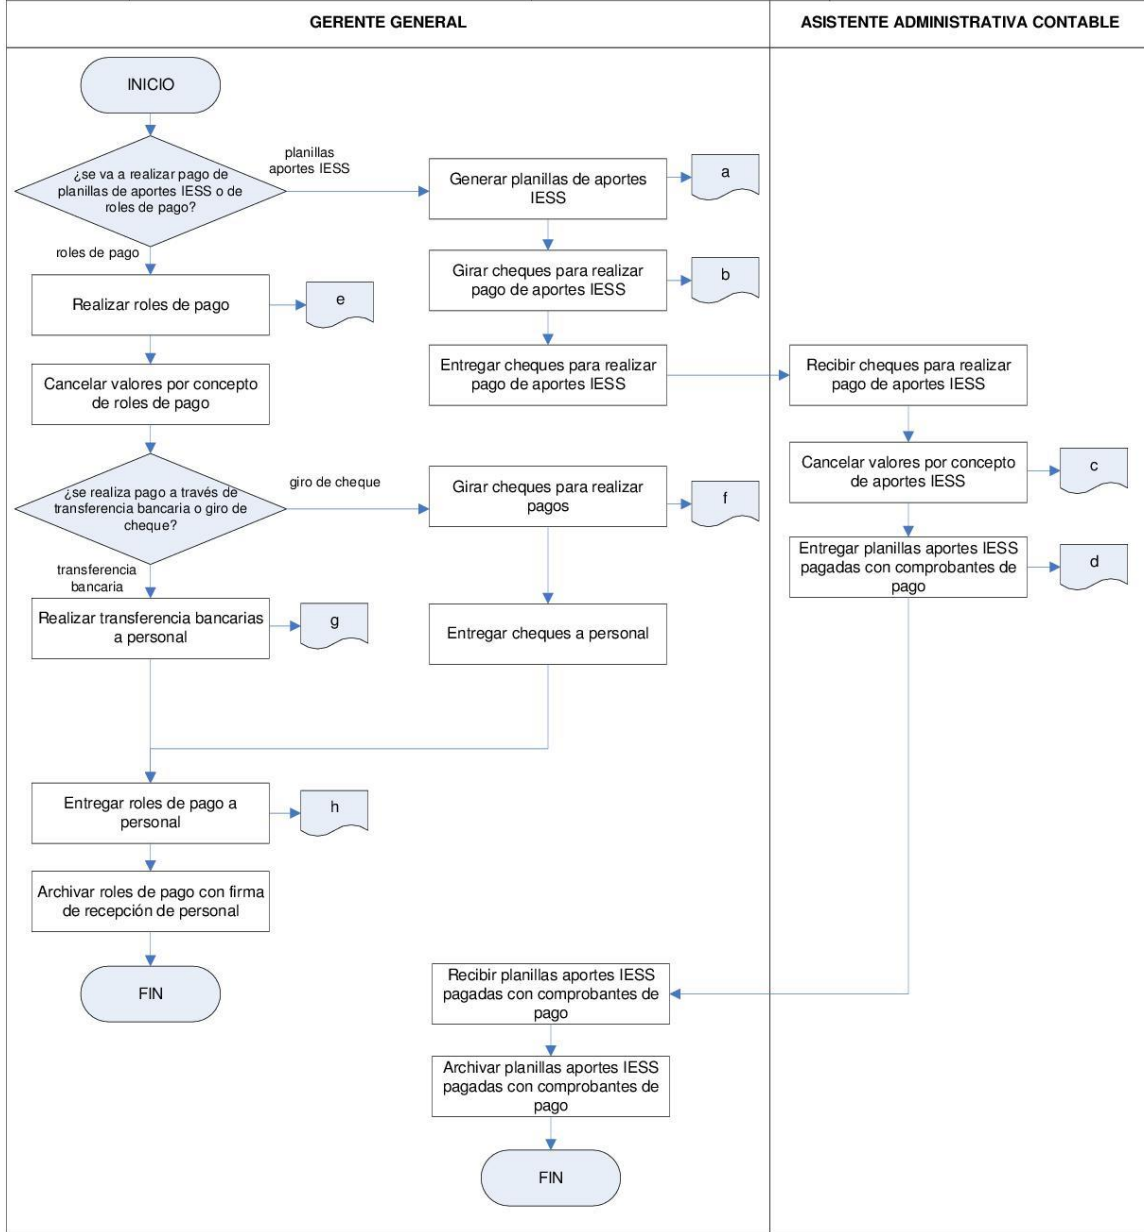 GERENTE GENERAL
ASISTENTE ADMINISTRATIVA CONTABLE
INICIO
¿se va a realizar pago de
planillas de aportes IESS o de
roles de pago?
planillas
aportes IESS
Generar planillas de aportes
IESS
a
roles de pago
Girar cheques para realizar
pago de aportes IESS
b
Realizar roles de pago
e
Entregar cheques para realizar
pago de aportes IESS
Recibir cheques para realizar
pago de aportes IESS
Cancelar valores por concepto
de roles de pago
Cancelar valores por concepto
de aportes IESS
c
¿se realiza pago a través de
transferencia bancaria o giro de
cheque?
giro de cheque
Girar cheques para realizar
pagos
f
Entregar planillas aportes IESS
pagadas con comprobantes de
pago
d
transferencia
bancaria
Realizar transferencia bancarias
a personal
g
Entregar cheques a personal
Entregar roles de pago a
personal
h
Archivar roles de pago con firma
de recepción de personal
FIN
Recibir planillas aportes IESS
pagadas con comprobantes de
pago
Archivar planillas aportes IESS
pagadas con comprobantes de
pago
FIN